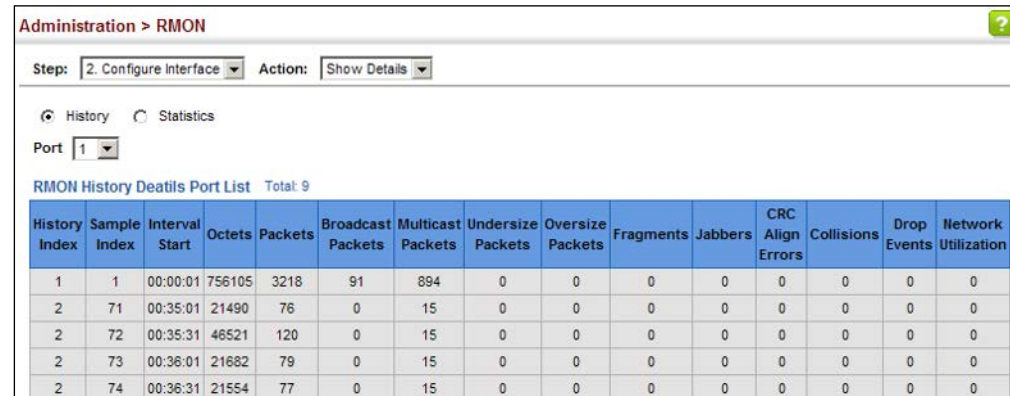 Administration > RMON
?
Step: 2. Configure Interface Action: Show Details
History Statistics
Port 1
RMON History Deatils Port List Total: 9
History Index Sample Index Interval Start Octets Packets Broadcast Packets Multicast Packets Undersize Packets Oversize Packets Fragments Jabbers CRC Align Errors Collisions Drop Events Network Utilization
1 1 00:00:01 756105 3218 91 894 0 0 0 0 0 0 0 0
2 71 00:35:01 21490 76 0 15 0 0 0 0 0 0 0 0
2 72 00:35:31 46521 120 0 15 0 0 0 0 0 0 0 0
2 73 00:36:01 21682 79 0 15 0 0 0 0 0 0 0 0
2 74 00:36:31 21554 77 0 15 0 0 0 0 0 0 0 0